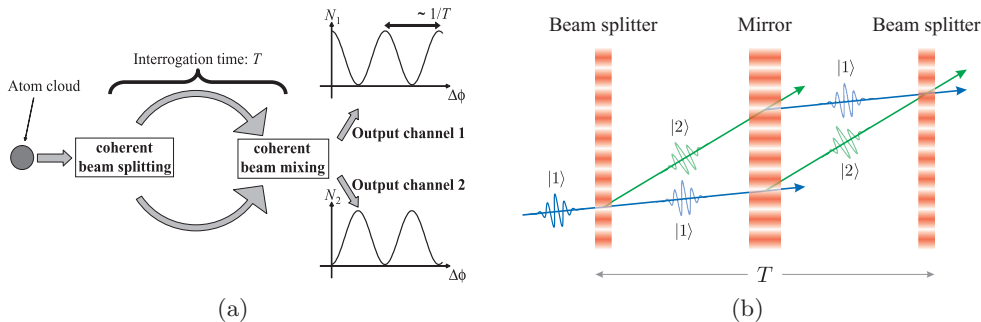 N₁
~ 1/T
Interrogation time: T
Atom cloud
Δϕ
coherent
beam splitting
coherent
beam mixing
Output channel 1
Output channel 2
N₂
Δϕ
(a)
Beam splitter
Mirror
Beam splitter
|1⟩
|2⟩
|1⟩
|1⟩
|2⟩
T
(b)